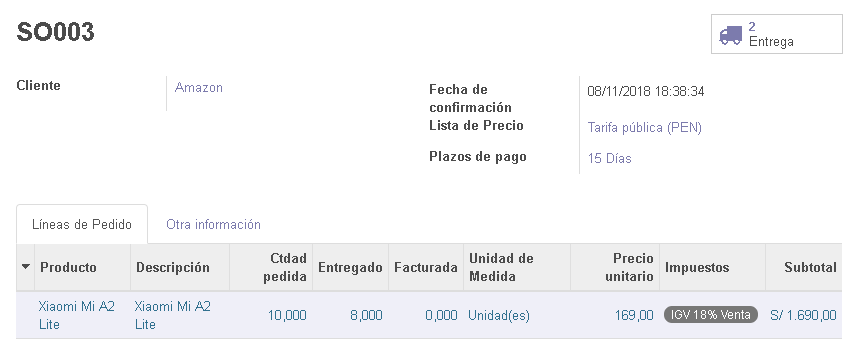 SO003
2
Entrega
Cliente
Amazon
Fecha de
confirmación
08/11/2018 18:38:34
Lista de Precio
Tarifa pública (PEN)
Plazos de pago
15 Días
Líneas de Pedido
Otra información
Producto
Descripción
Ctdad
pedida
Entregado
Facturada
Unidad de
Medida
Precio
unitario
Impuestos
Subtotal
Xiaomi Mi A2
Lite
Xiaomi Mi A2
Lite
10,000
8,000
0,000
Unidad(es)
169,00
IGV 18% Venta
S/ 1.690,00